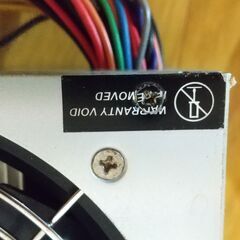 WARRANTY VOID
IF REMOVED